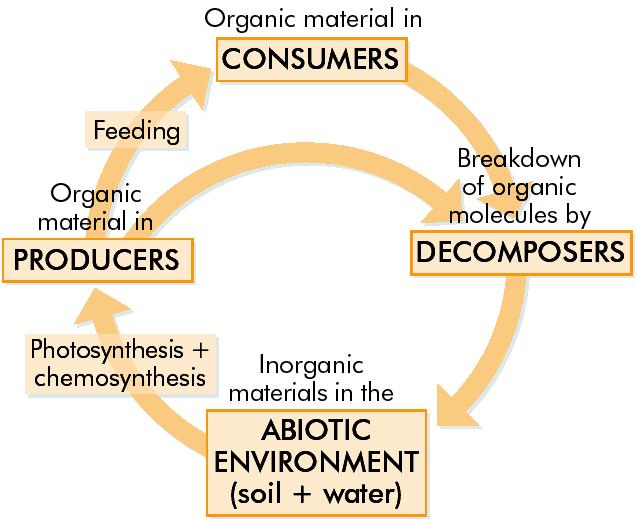 Organic material in
CONSUMERS
Feeding
Breakdown
of organic
molecules by
DECOMPOSERS
Organic
material in
PRODUCERS
Photosynthesis +
chemosynthesis
Inorganic
materials in the
ABIOTIC
ENVIRONMENT
(soil + water)